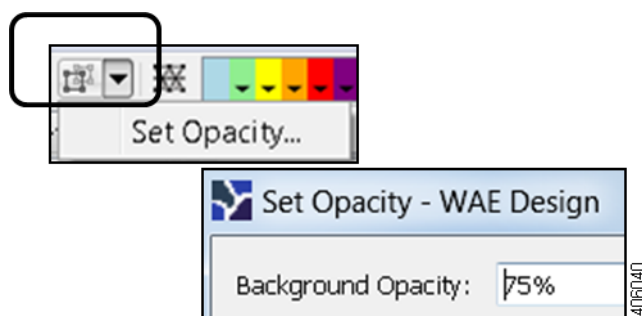 Set Opacity...
Set Opacity - WAE Design
Background Opacity: 75%
406040